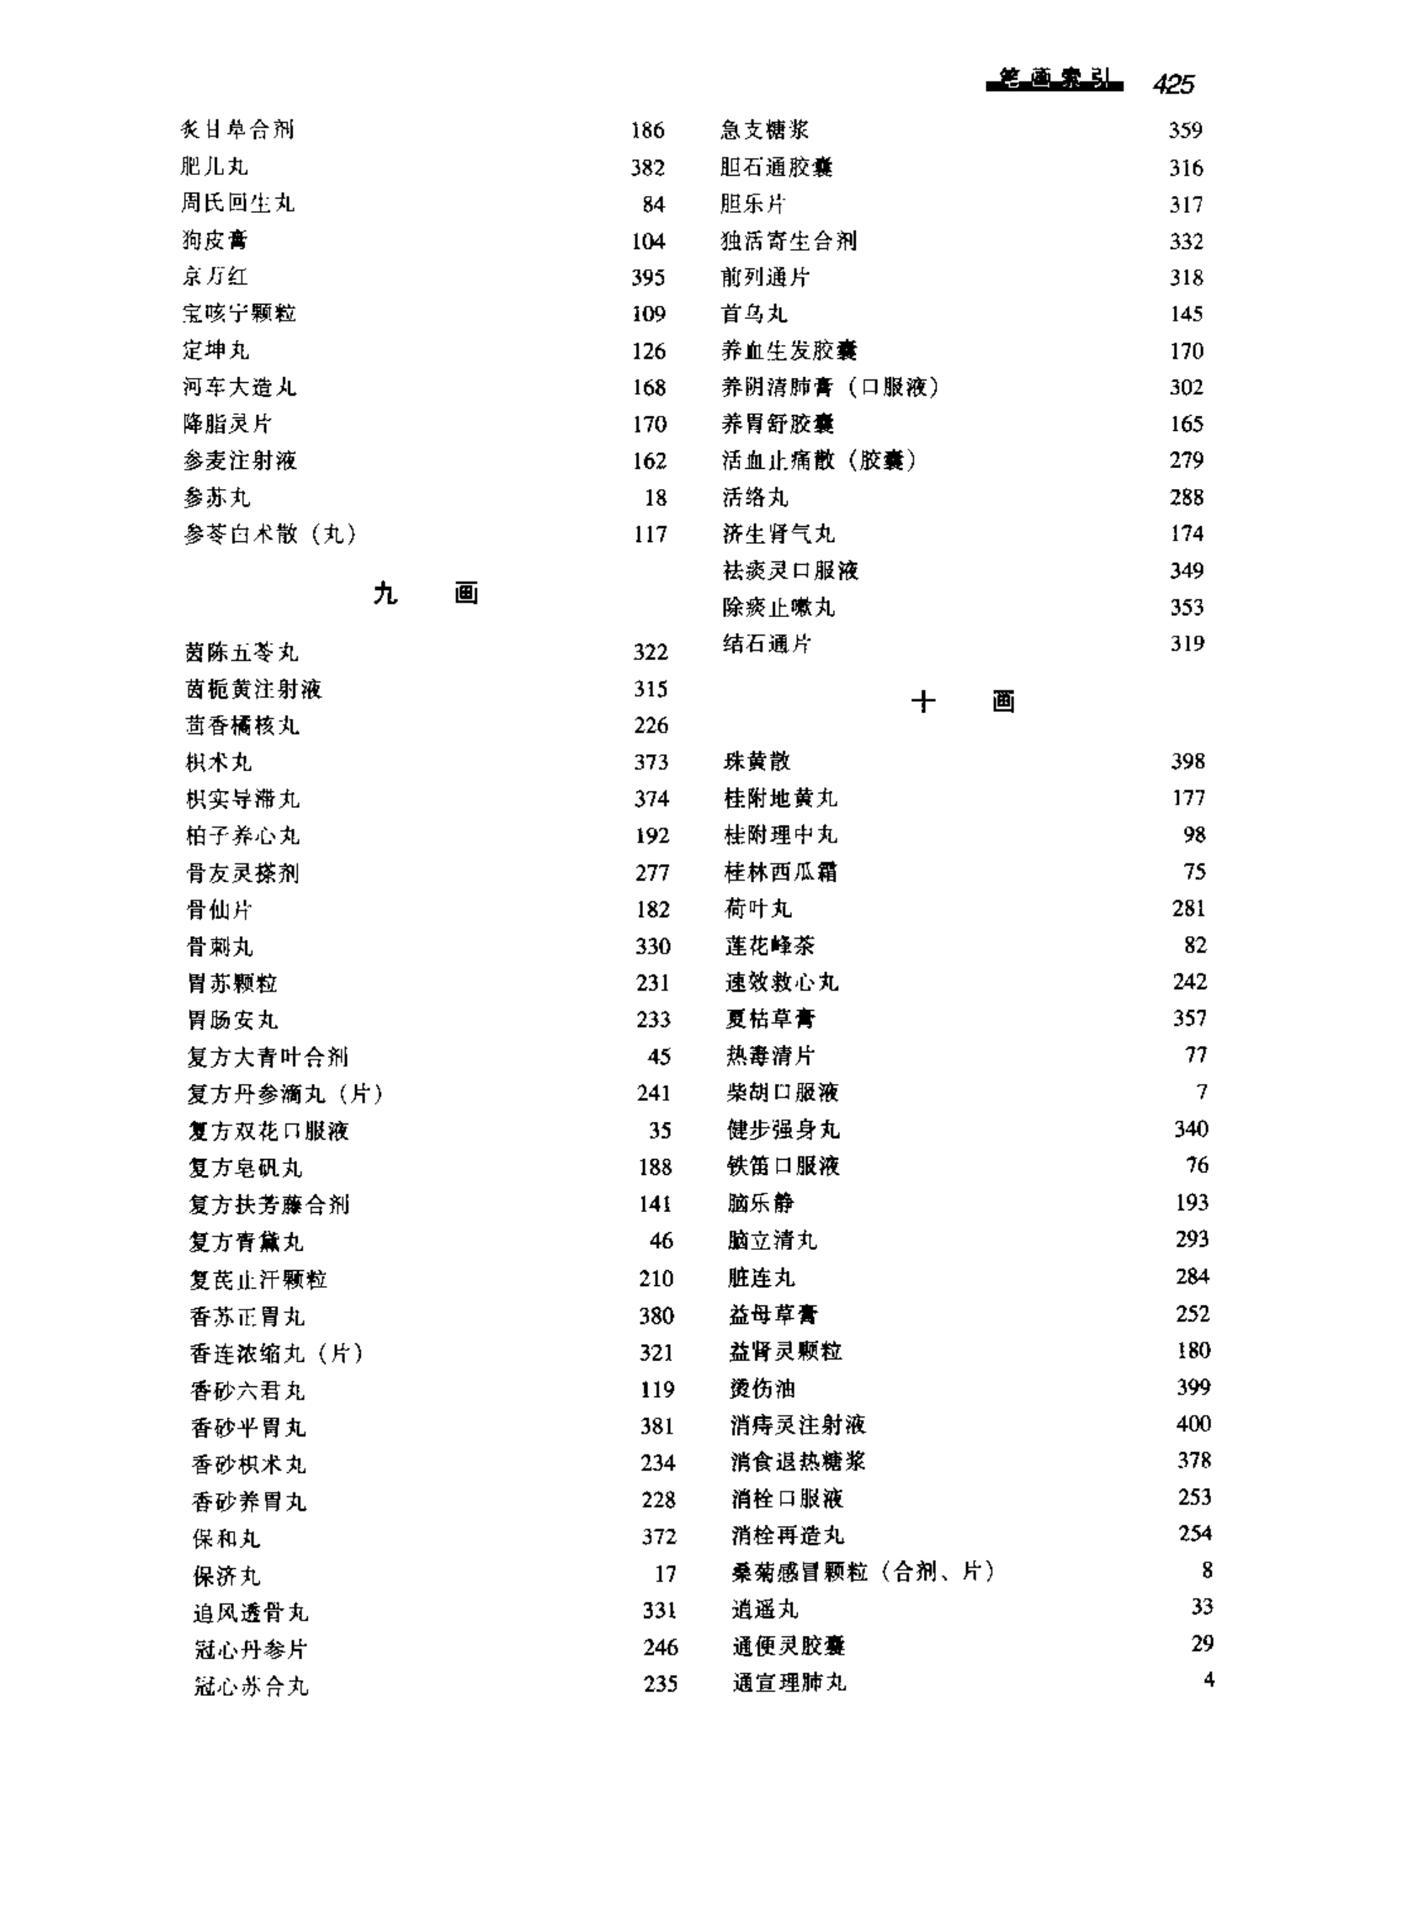 笔画索引 425
炙甘草合剂 186
肥儿丸 382
周氏回生丸 84
狗皮膏 104
京万红 395
宝咳宁颗粒 109
定坤丸 126
河车大造丸 168
降脂灵片 170
参麦注射液 162
参苏丸 18
参苓白术散（丸） 117
九 画
茵陈五苓丸 322
茵栀黄注射液 315
茴香橘核丸 226
枳术丸 373
枳实导滞丸 374
柏子养心丸 192
骨友灵搽剂 277
骨仙片 182
骨刺丸 330
胃苏颗粒 231
胃肠安丸 233
复方大青叶合剂 45
复方丹参滴丸（片） 241
复方双花口服液 35
复方皂矾丸 188
复方扶芳藤合剂 141
复方青黛丸 46
复芪止汗颗粒 210
香苏正胃丸 380
香连浓缩丸（片） 321
香砂六君丸 119
香砂平胃丸 381
香砂枳术丸 234
香砂养胃丸 228
保和丸 372
保济丸 17
追风透骨丸 331
冠心丹参片 246
冠心苏合丸 235
急支糖浆 359
胆石通胶囊 316
胆乐片 317
独活寄生合剂 332
前列通片 318
首乌丸 145
养血生发胶囊 170
养阴清肺膏（口服液） 302
养胃舒胶囊 165
活血止痛散（胶囊） 279
活络丸 288
济生肾气丸 174
祛痰灵口服液 349
除痰止嗽丸 353
结石通片 319
十 画
珠黄散 398
桂附地黄丸 177
桂附理中丸 98
桂林西瓜霜 75
荷叶丸 281
莲花峰茶 82
速效救心丸 242
夏枯草膏 357
热毒清片 77
柴胡口服液 7
健步强身丸 340
铁笛口服液 76
脑乐静 193
脑立清丸 293
脏连丸 284
益母草膏 252
益肾灵颗粒 180
烫伤油 399
消痔灵注射液 400
消食退热糖浆 378
消栓口服液 253
消栓再造丸 254
桑菊感冒颗粒（合剂、片） 8
逍遥丸 33
通便灵胶囊 29
通宣理肺丸 4